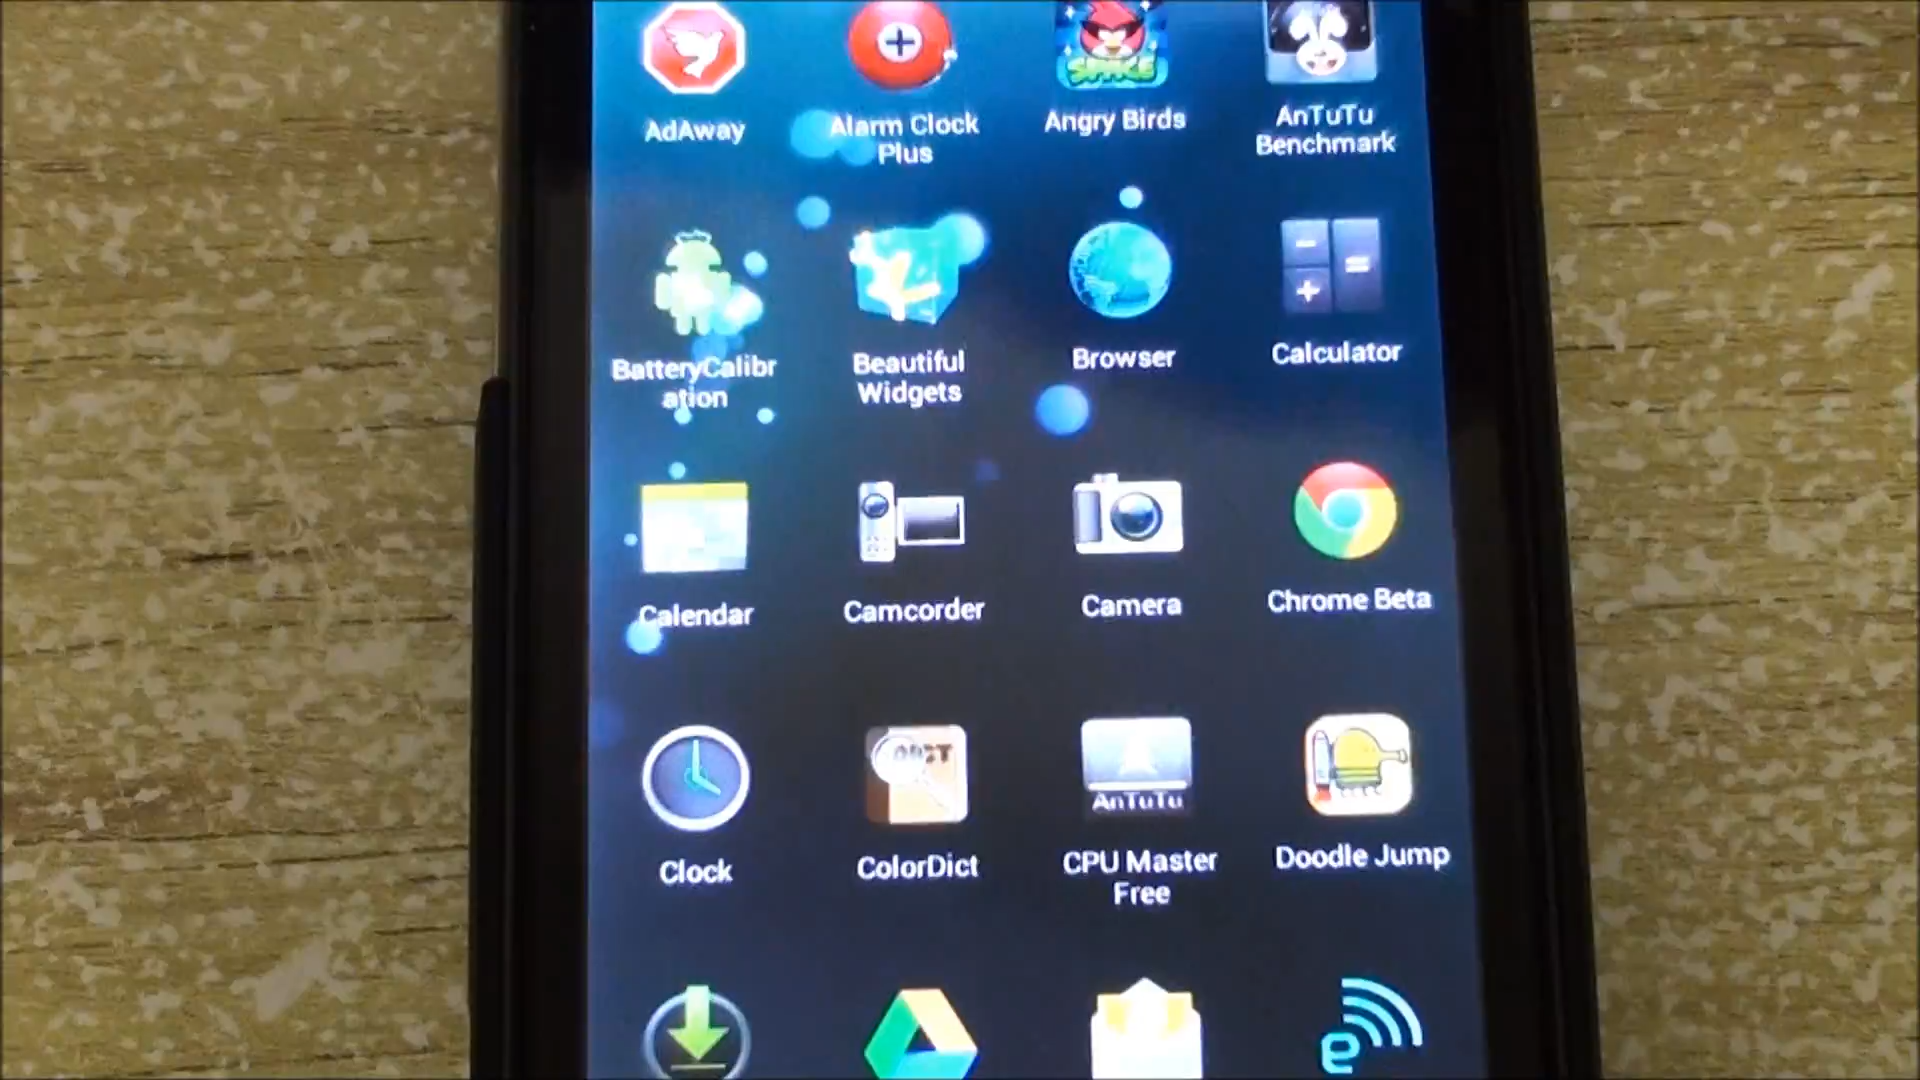 SPACE
AdAway
Alarm Clock
Plus
Angry Birds
AnTuTu
Benchmark
BatteryCalibr
ation
Beautiful
Widgets
Browser
Calculator
Calendar
Camcorder
Camera
Chrome Beta
AnTuTu
Clock
ColorDict
CPU Master
Free
Doodle Jump
e